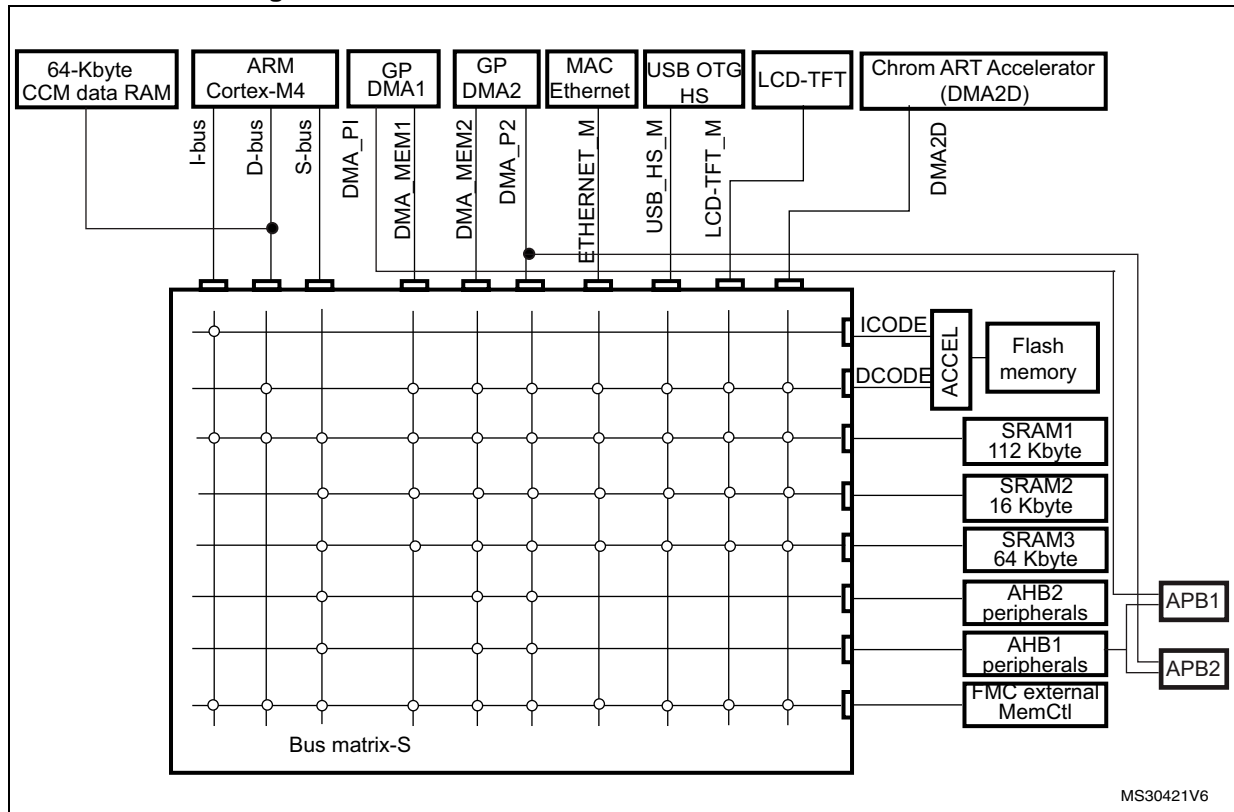 64-Kbyte
CCM data RAM
ARM
Cortex-M4
GP
DMA1
GP
DMA2
MAC
Ethernet
USB OTG
HS
LCD-TFT
Chrom ART Accelerator
(DMA2D)
I-bus
D-bus
S-bus
DMA_PI
DMA_MEM1
DMA_MEM2
DMA_P2
ETHERNET_M
USB_HS_M
LCD-TFT_M
DMA2D
ICODE
DCODE
ACCEL
Flash
memory
SRAM1
112 Kbyte
SRAM2
16 Kbyte
SRAM3
64 Kbyte
AHB2
peripherals
AHB1
peripherals
FMC external
MemCtl
APB1
APB2
Bus matrix-S
MS30421V6